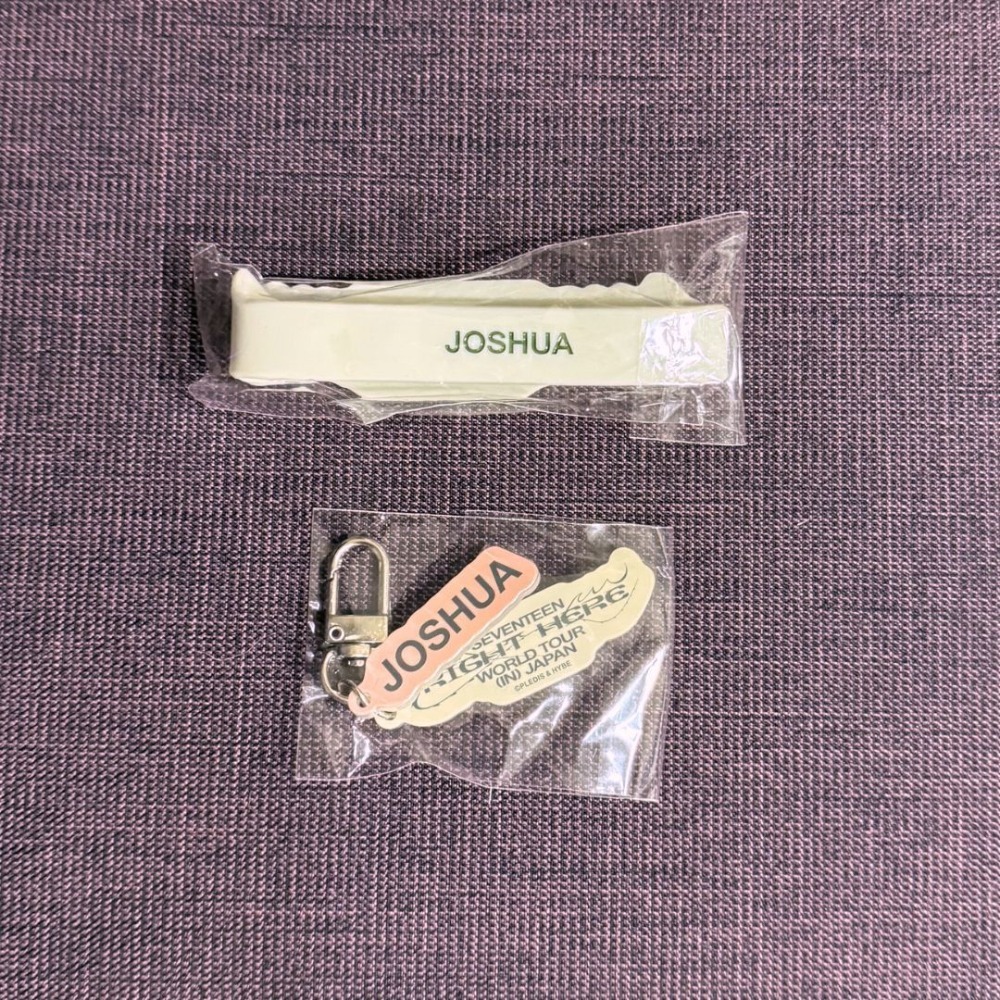 JOSHUA
JOSHUA
SEVENTEEN
RIGHT HERE
WORLD TOUR
(IN) JAPAN
©PLEDIS & HYBE